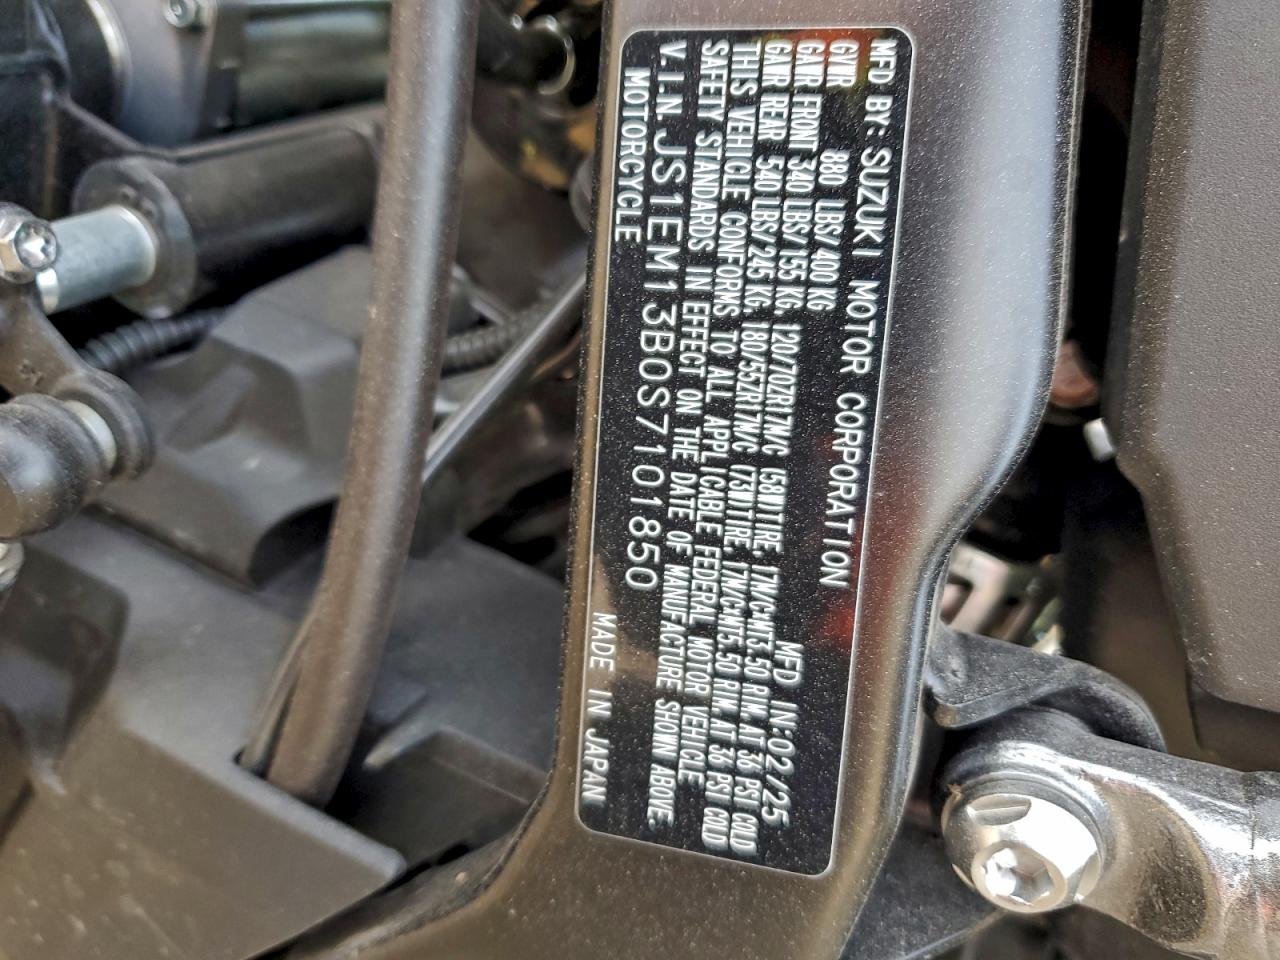 MFD BY: SUZUKI MOTOR CORPORATION
MFD IN: 02/25
GVWR 880 LBS/ 400 KG
GAWR FRONT 340 LBS/ 155 KG, 120/70ZR17M/C (58W)TIRE, 17M/C×MT3.50 RIM, AT 36 PSI COLD
GAWR REAR 540 LBS/ 245 KG, 180/55ZR17M/C (73W)TIRE, 17M/C×MT5.50 RIM, AT 36 PSI COLD
THIS VEHICLE CONFORMS TO ALL APPLICABLE FEDERAL MOTOR VEHICLE
SAFETY STANDARDS IN EFFECT ON THE DATE OF MANUFACTURE SHOWN ABOVE.
V.I.N. JS1EM13B0S7101850
MOTORCYCLE MADE IN JAPAN